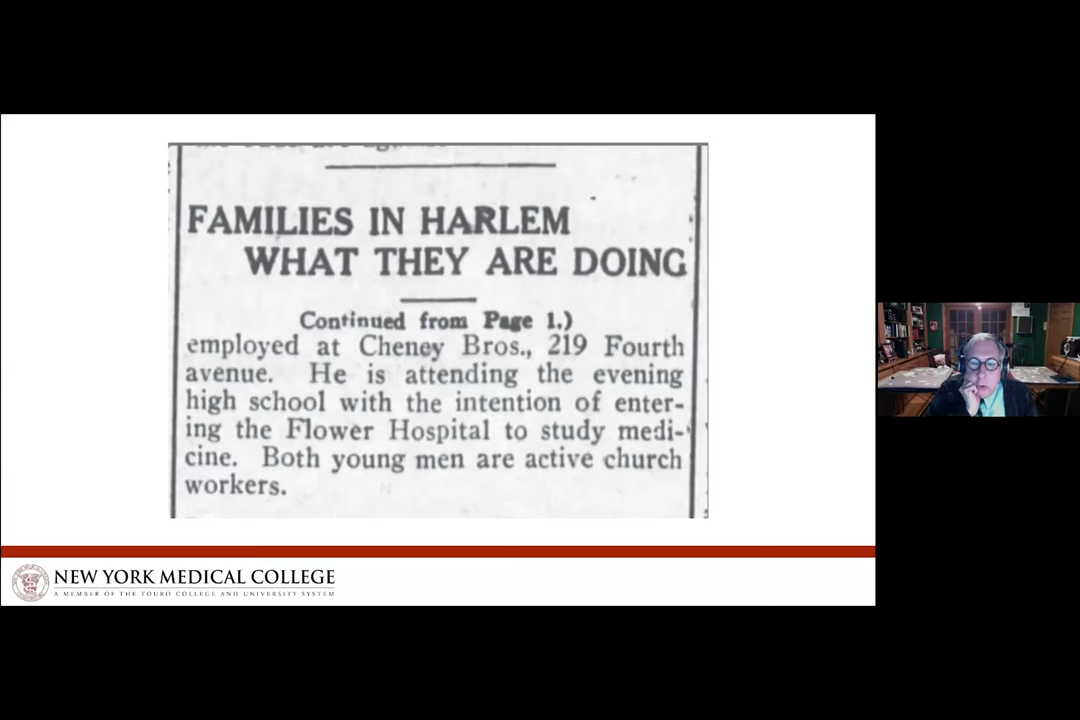 FAMILIES IN HARLEM
WHAT THEY ARE DOING
Continued from Page 1.)
employed at Cheney Bros., 219 Fourth
avenue. He is attending the evening
high school with the intention of enter-
ing the Flower Hospital to study medi-
cine. Both young men are active church
workers.
NEW YORK MEDICAL COLLEGE
A MEMBER OF THE TOURO COLLEGE AND UNIVERSITY SYSTEM